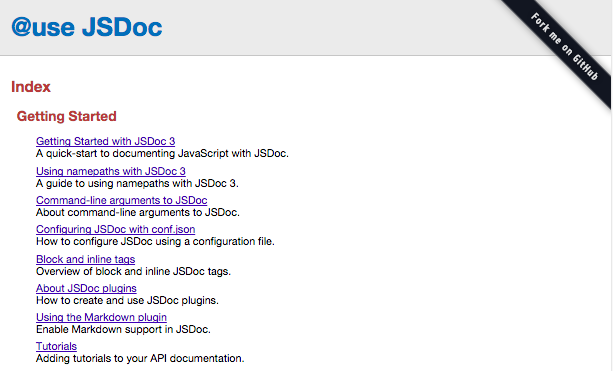 @use JSDoc
Fork me on GitHub
Index
Getting Started
Getting Started with JSDoc 3
A quick-start to documenting JavaScript with JSDoc.
Using namepaths with JSDoc 3
A guide to using namepaths with JSDoc 3.
Command-line arguments to JSDoc
About command-line arguments to JSDoc.
Configuring JSDoc with conf.json
How to configure JSDoc using a configuration file.
Block and inline tags
Overview of block and inline JSDoc tags.
About JSDoc plugins
How to create and use JSDoc plugins.
Using the Markdown plugin
Enable Markdown support in JSDoc.
Tutorials
Adding tutorials to your API documentation.